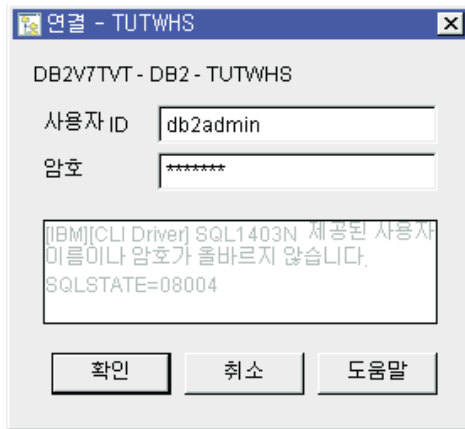 연결 - TUTWHS
DB2V7TVT - DB2 - TUTWHS
사용자 ID db2admin
암호 *******
[IBM][CLI Driver] SQL1403N 제공된 사용자
이름이나 암호가 올바르지 않습니다.
SQLSTATE=08004
확인 취소 도움말